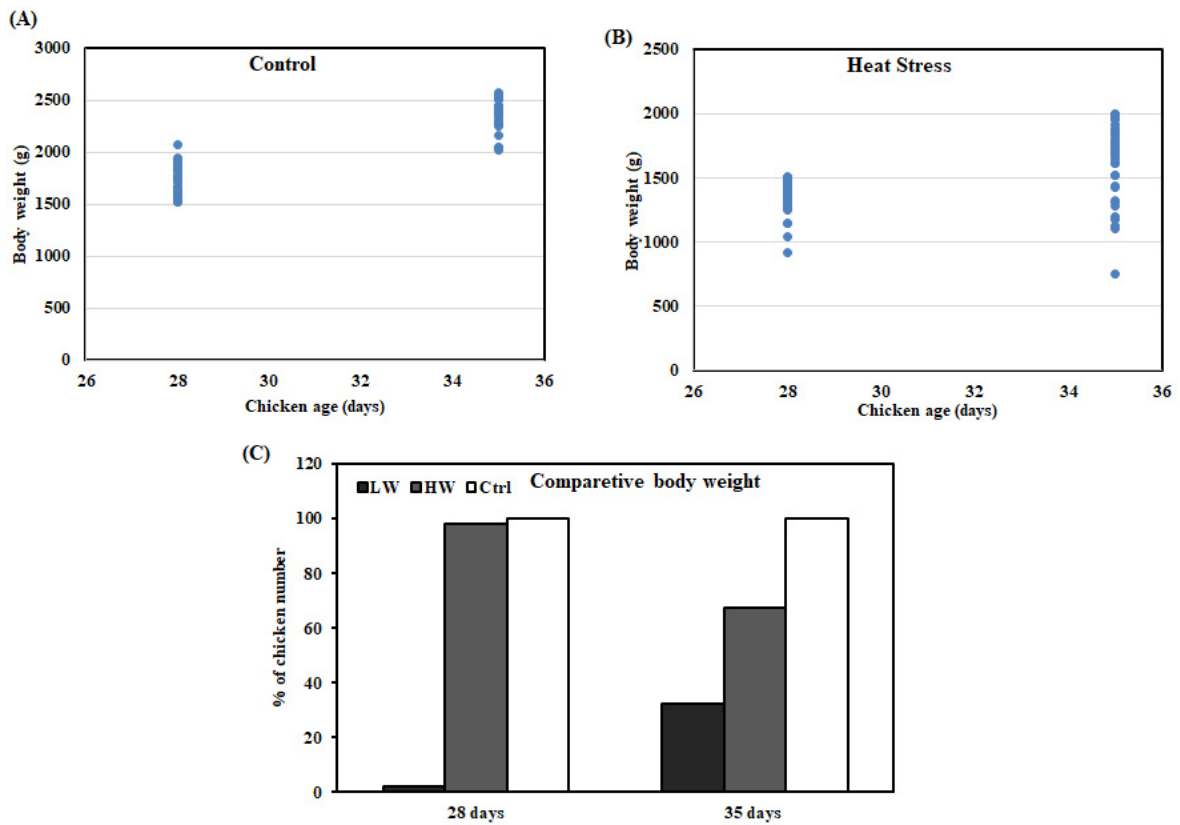 (A)
Control
3000
2500
2000
1500
1000
500
0
Body weight (g)
26 28 30 32 34 36
Chicken age (days)
(B)
Heat Stress
2500
2000
1500
1000
500
0
Body weight (g)
26 28 30 32 34 36
Chicken age (days)
(C)
Comparetive body weight
LW HW Ctrl
120
100
80
60
40
20
0
% of chicken number
28 days 35 days